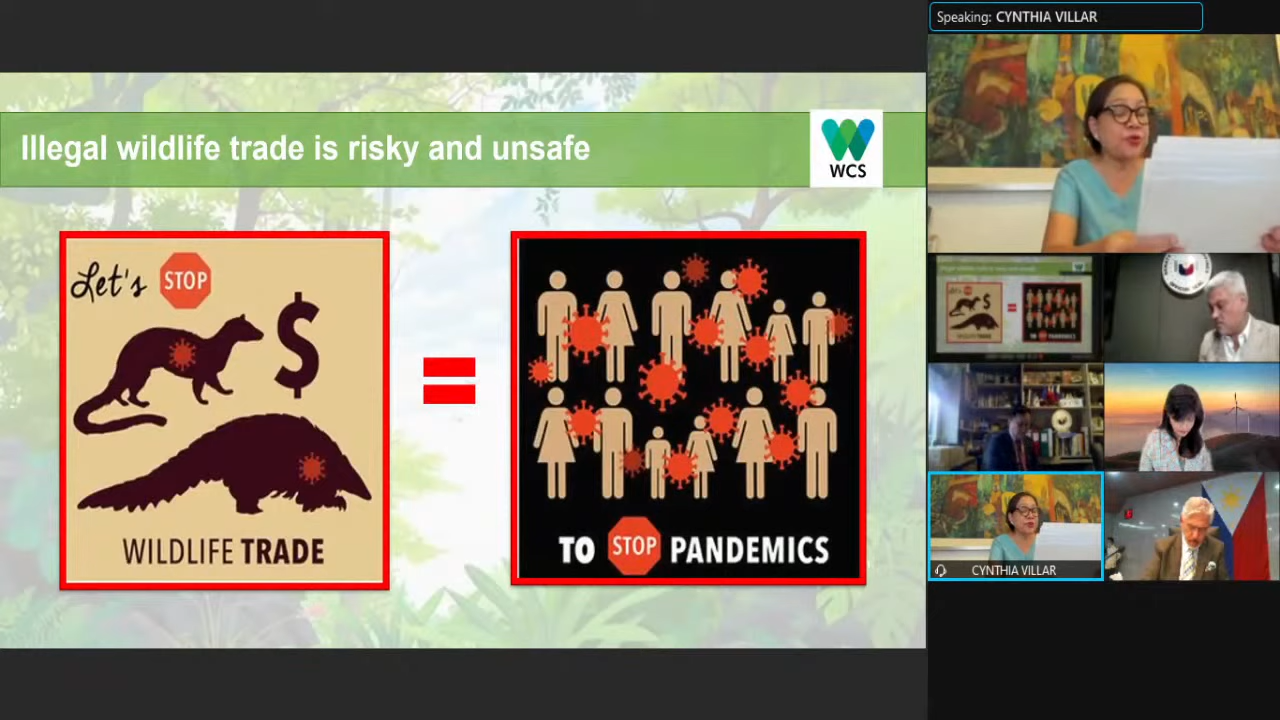 Speaking: CYNTHIA VILLAR
Illegal wildlife trade is risky and unsafe
WCS
Let's STOP
$
WILDLIFE TRADE
=
TO STOP PANDEMICS
CYNTHIA VILLAR